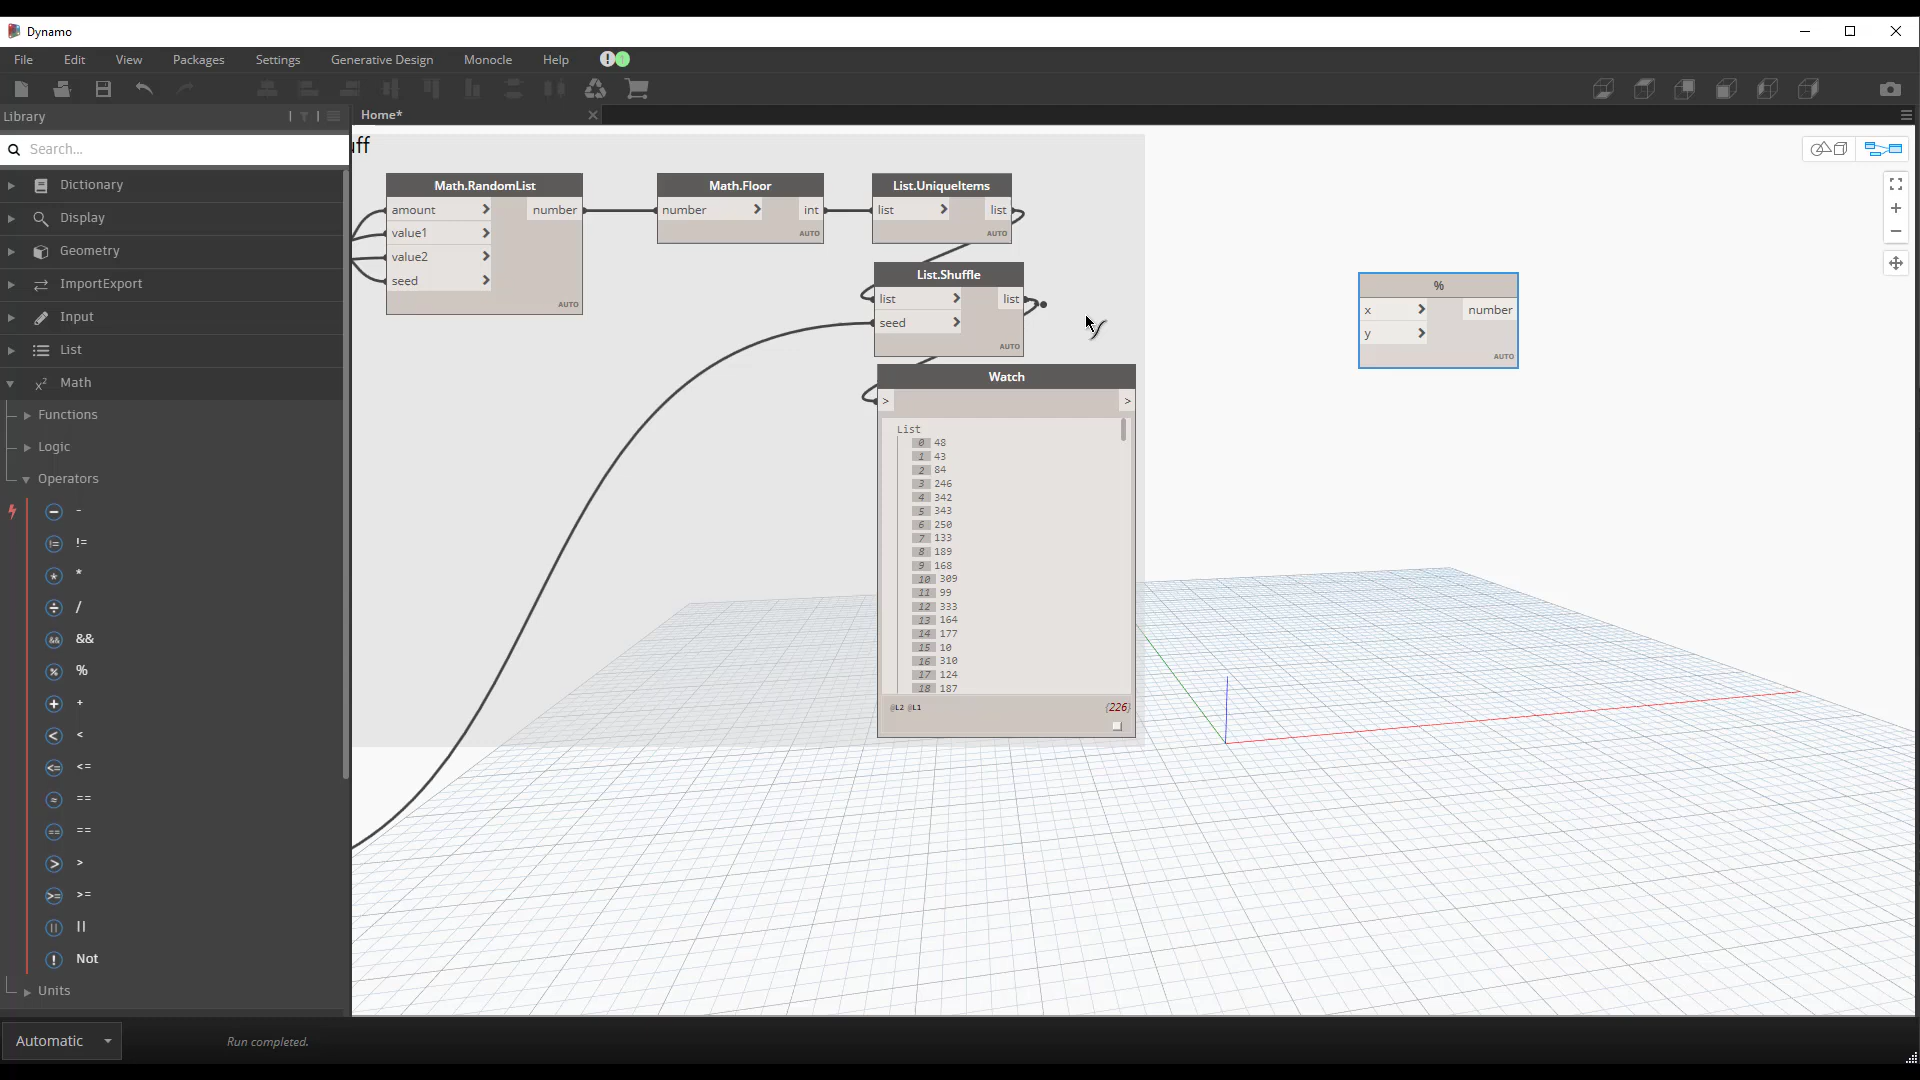 Dynamo
File Edit View Packages Settings Generative Design Monocle Help
Library
Home*
Search...
uff
Dictionary
Display
Geometry
ImportExport
Input
List
Math
Functions
Logic
Operators
-
!=
*
/
&&
%
+
<
<=
==
==
>
>=
||
Not
Units
Math.RandomList
amount > number
value1 >
value2 >
seed >
AUTO
Math.Floor
number > int
AUTO
List.UniqueItems
list > list
AUTO
List.Shuffle
list > list
seed >
AUTO
Watch
> >
List
0 48
1 43
2 84
3 246
4 342
5 343
6 250
7 133
8 189
9 168
10 309
11 99
12 333
13 164
14 177
15 10
16 310
17 124
18 187
@L2 @L1 {226}
%
x > number
y >
AUTO
Automatic
Run completed.